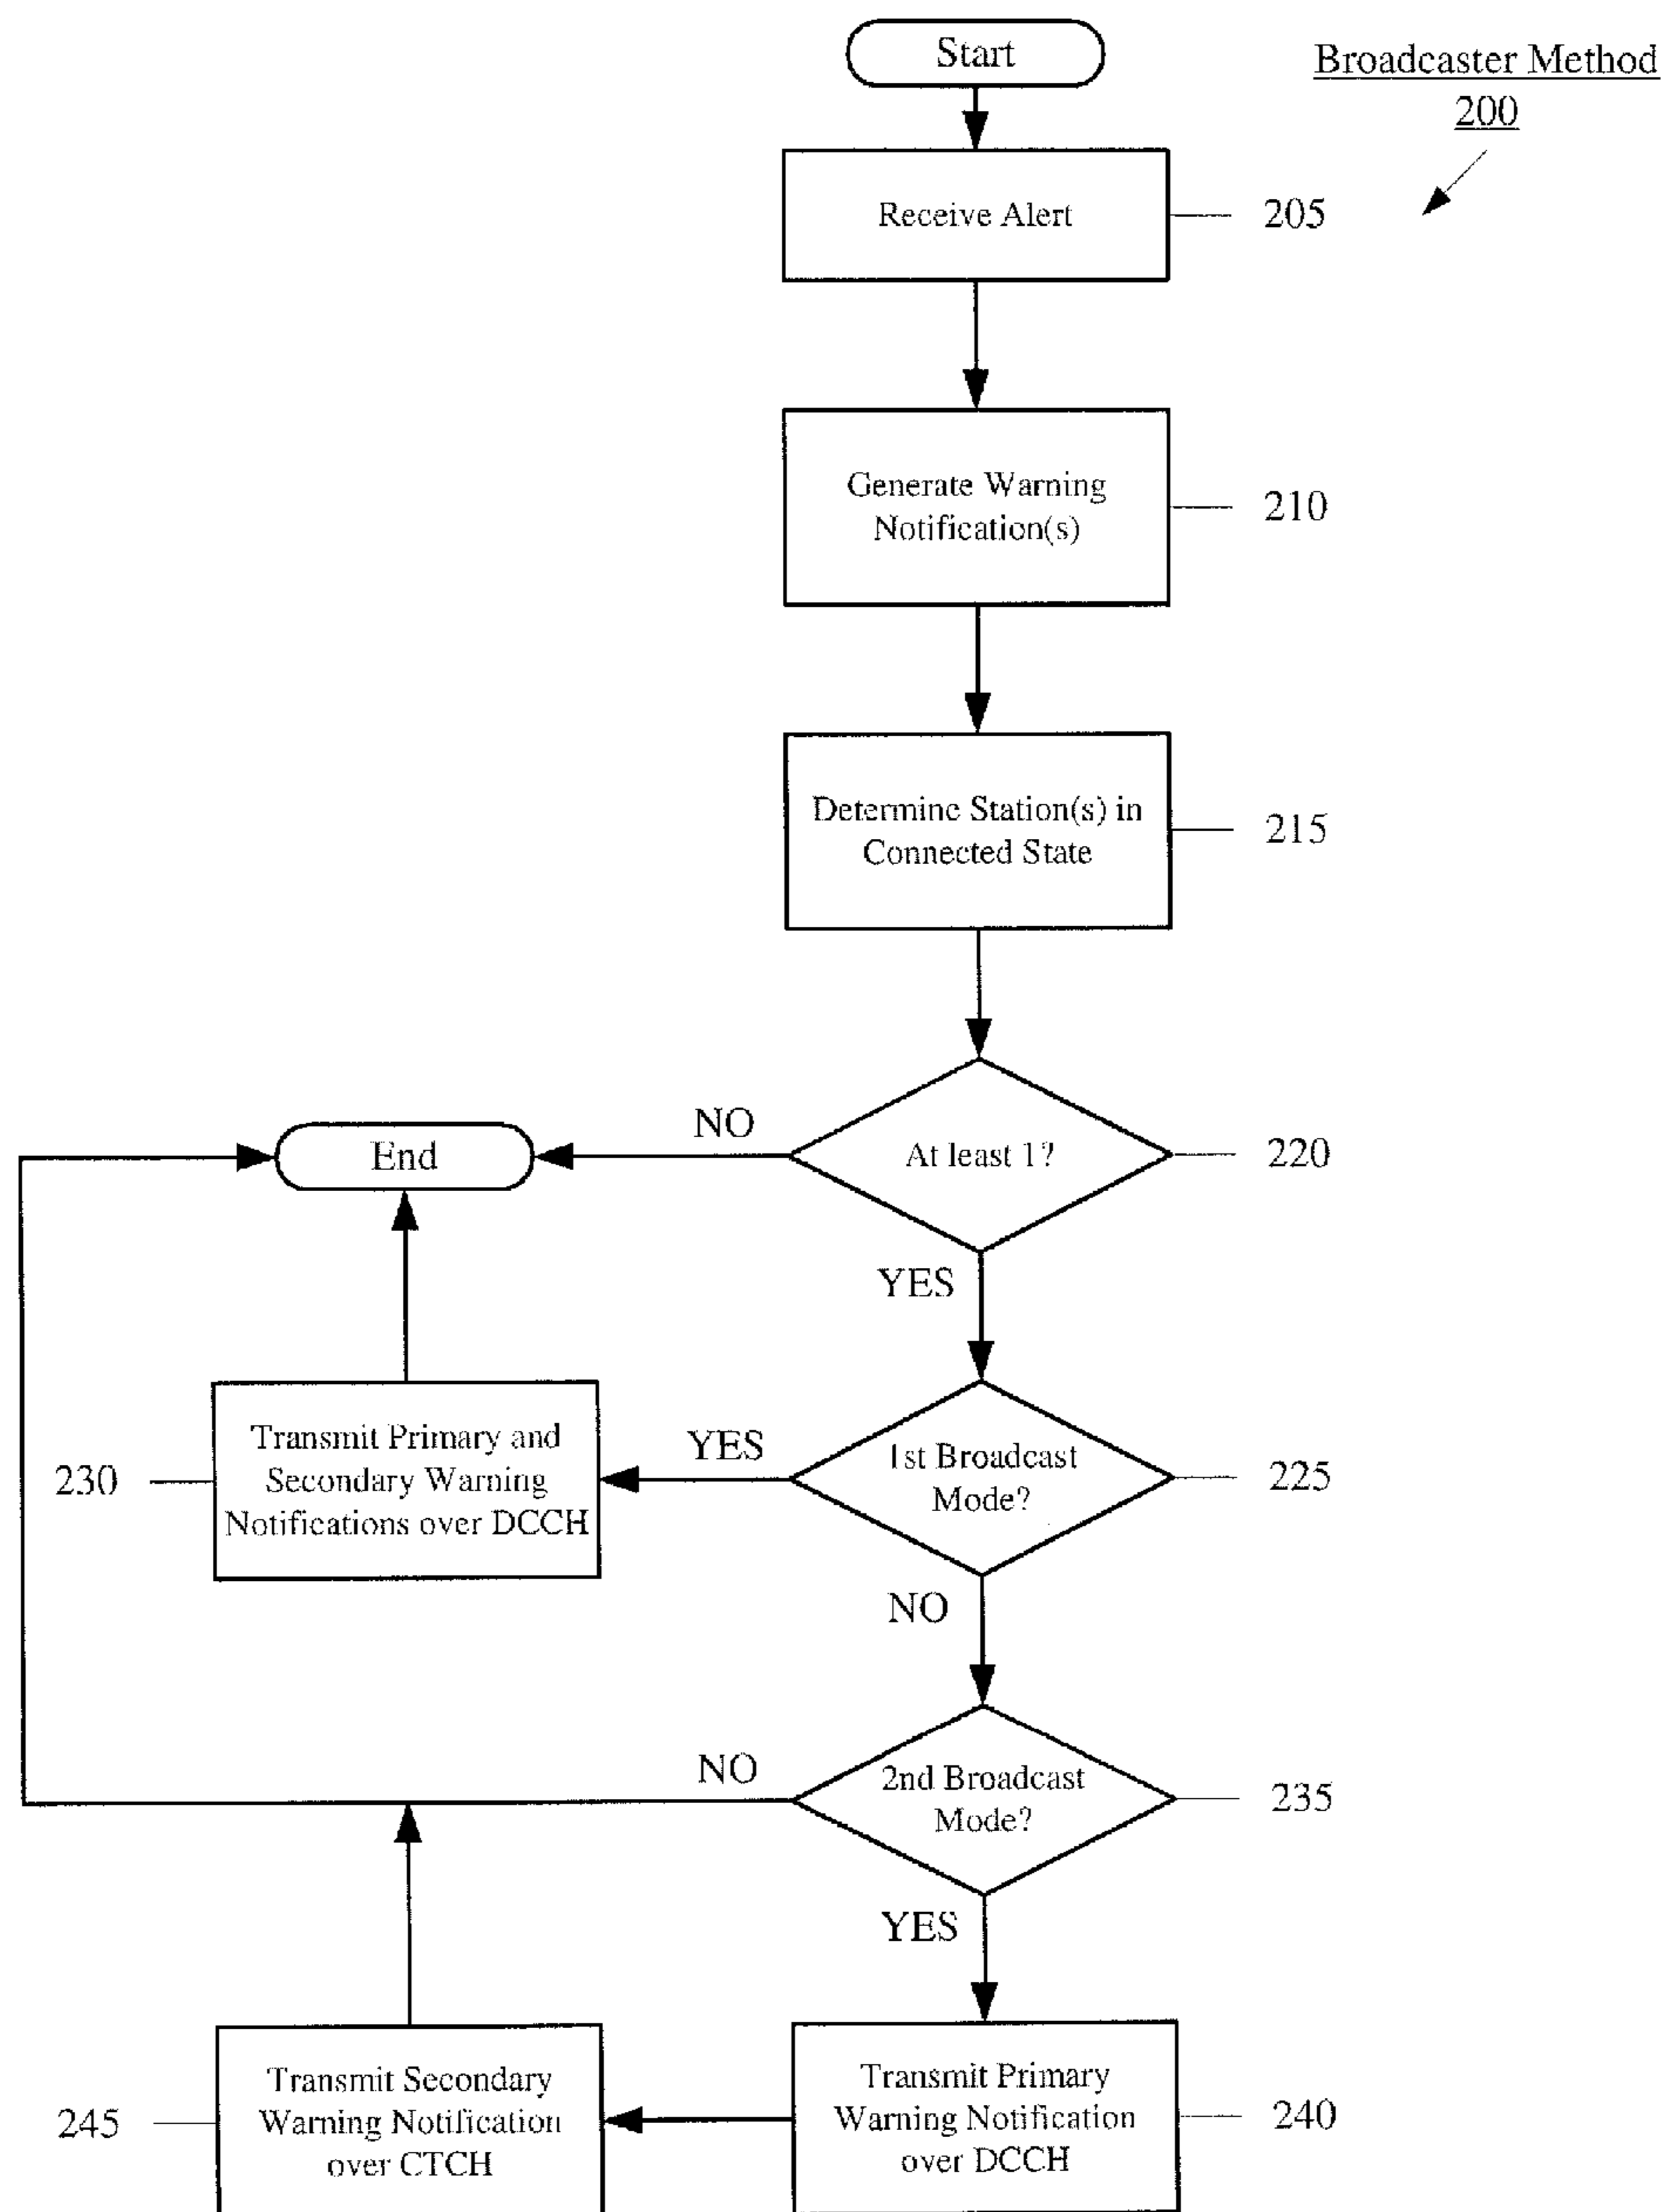 Start
Broadcaster Method
200
Receive Alert
205
Generate Warning
Notification(s)
210
Determine Station(s) in
Connected State
215
End
NO
At least 1?
220
YES
230
Transmit Primary and
Secondary Warning
Notifications over DCCH
YES
1st Broadcast
Mode?
225
NO
NO
2nd Broadcast
Mode?
235
YES
245
Transmit Secondary
Warning Notification
over CTCH
Transmit Primary
Warning Notification
over DCCH
240